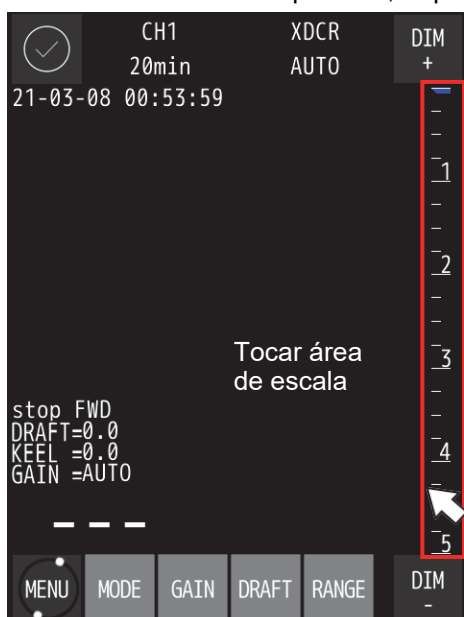 CH1 XDCR DIM
20min AUTO +
21-03-08 00:53:59
1
2
Tocar área
de escala
3
stop FWD
DRAFT=0.0
KEEL =0.0
GAIN =AUTO
4
— — —
5
MENU MODE GAIN DRAFT RANGE DIM
-